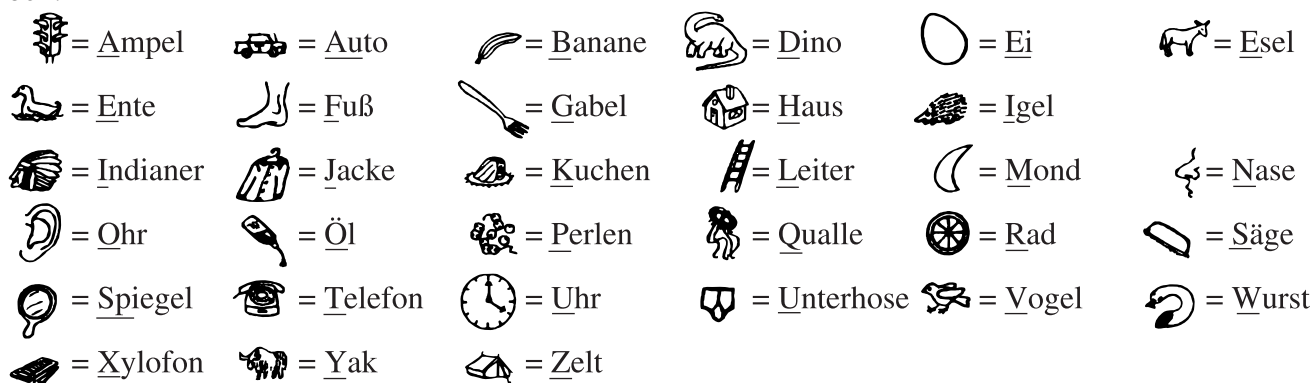 = Ampel = Auto = Banane = Dino = Ei = Esel
= Ente = Fuß = Gabel = Haus = Igel
= Indianer = Jacke = Kuchen = Leiter = Mond = Nase
= Ohr = Öl = Perlen = Qualle = Rad = Säge
= Spiegel = Telefon = Uhr = Unterhose = Vogel = Wurst
= Xylofon = Yak = Zelt